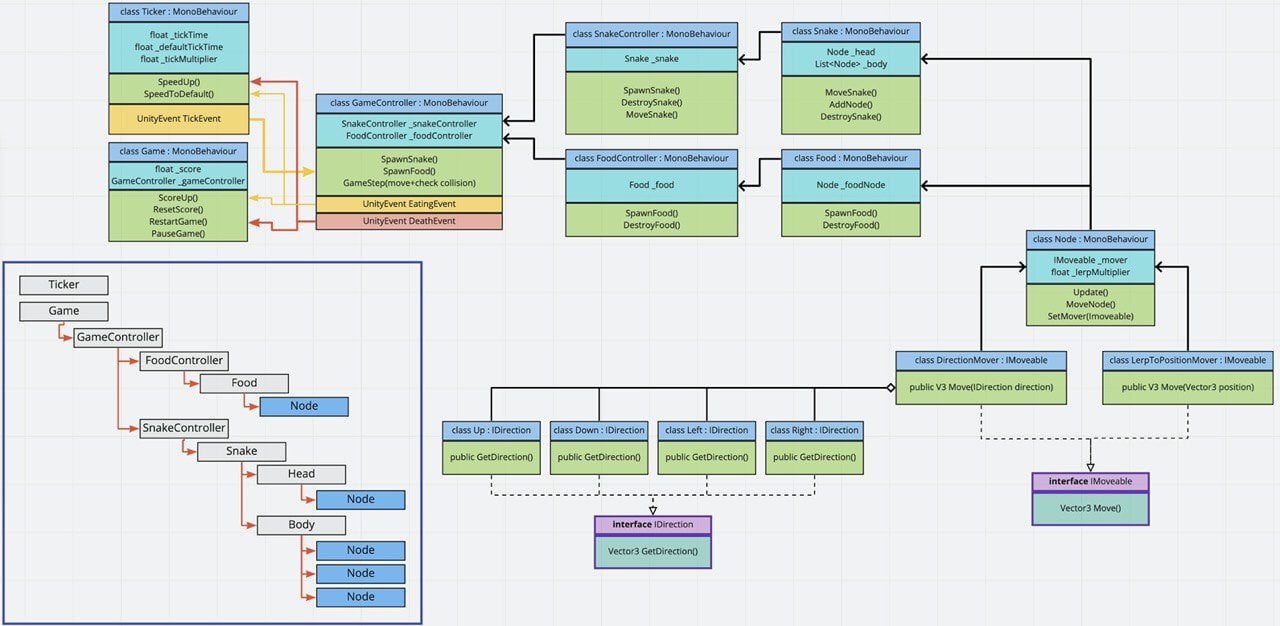 class Ticker : MonoBehaviour
float _tickTime
float _defaultTickTime
float _tickMultiplier
SpeedUp()
SpeedToDefault()
UnityEvent TickEvent
class Game : MonoBehaviour
float _score
GameController _gameController
ScoreUp()
ResetScore()
RestartGame()
PauseGame()
class GameController : MonoBehaviour
SnakeController _snakeController
FoodController _foodController
SpawnSnake()
SpawnFood()
GameStep(move+check collision)
UnityEvent EatingEvent
UnityEvent DeathEvent
class SnakeController : MonoBehaviour
Snake _snake
SpawnSnake()
DestroySnake()
MoveSnake()
class Snake : MonoBehaviour
Node _head
List<Node> _body
MoveSnake()
AddNode()
DestroySnake()
class FoodController : MonoBehaviour
Food _food
SpawnFood()
DestroyFood()
class Food : MonoBehaviour
Node _foodNode
SpawnFood()
DestroyFood()
class Node : MonoBehaviour
IMoveable _mover
float _lerpMultiplier
Update()
MoveNode()
SetMover(Imoveable)
class DirectionMover : IMoveable
public V3 Move(IDirection direction)
class LerpToPositionMover : IMoveable
public V3 Move(Vector3 position)
class Up : IDirection
public GetDirection()
class Down : IDirection
public GetDirection()
class Left : IDirection
public GetDirection()
class Right : IDirection
public GetDirection()
interface IDirection
Vector3 GetDirection()
interface IMoveable
Vector3 Move()
Ticker
Game
GameController
FoodController
Food
Node
SnakeController
Snake
Head
Node
Body
Node
Node
Node